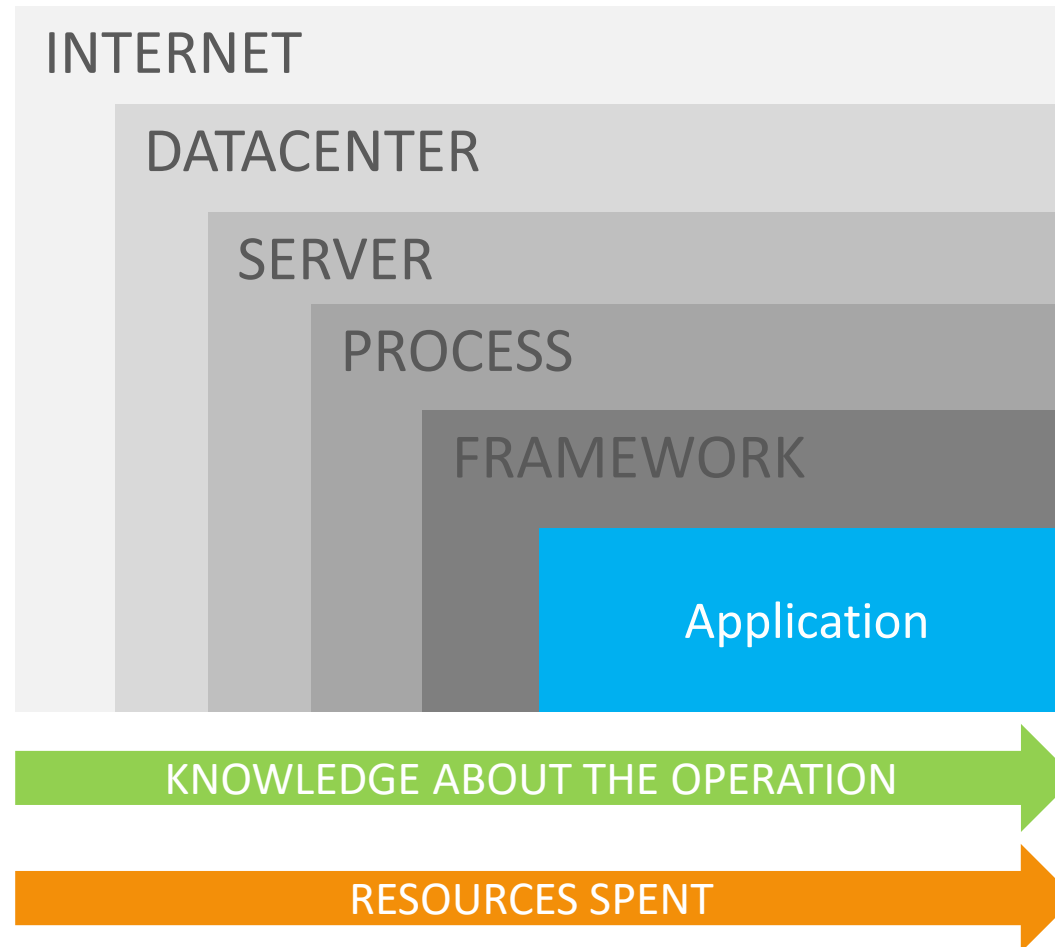 INTERNET
DATACENTER
SERVER
PROCESS
FRAMEWORK
Application
KNOWLEDGE ABOUT THE OPERATION
RESOURCES SPENT